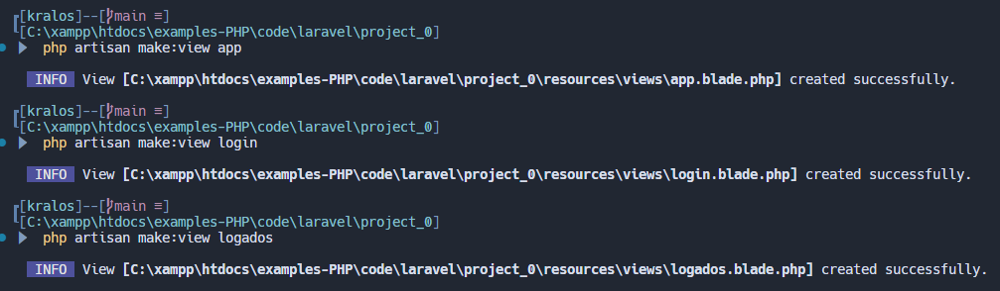 ╔[kralos]--[main ≡]
╚[C:\xampp\htdocs\examples-PHP\code\laravel\project_0]
php artisan make:view app
INFO View [C:\xampp\htdocs\examples-PHP\code\laravel\project_0\resources\views\app.blade.php] created successfully.
╔[kralos]--[main ≡]
╚[C:\xampp\htdocs\examples-PHP\code\laravel\project_0]
php artisan make:view login
INFO View [C:\xampp\htdocs\examples-PHP\code\laravel\project_0\resources\views\login.blade.php] created successfully.
╔[kralos]--[main ≡]
╚[C:\xampp\htdocs\examples-PHP\code\laravel\project_0]
php artisan make:view logados
INFO View [C:\xampp\htdocs\examples-PHP\code\laravel\project_0\resources\views\logados.blade.php] created successfully.